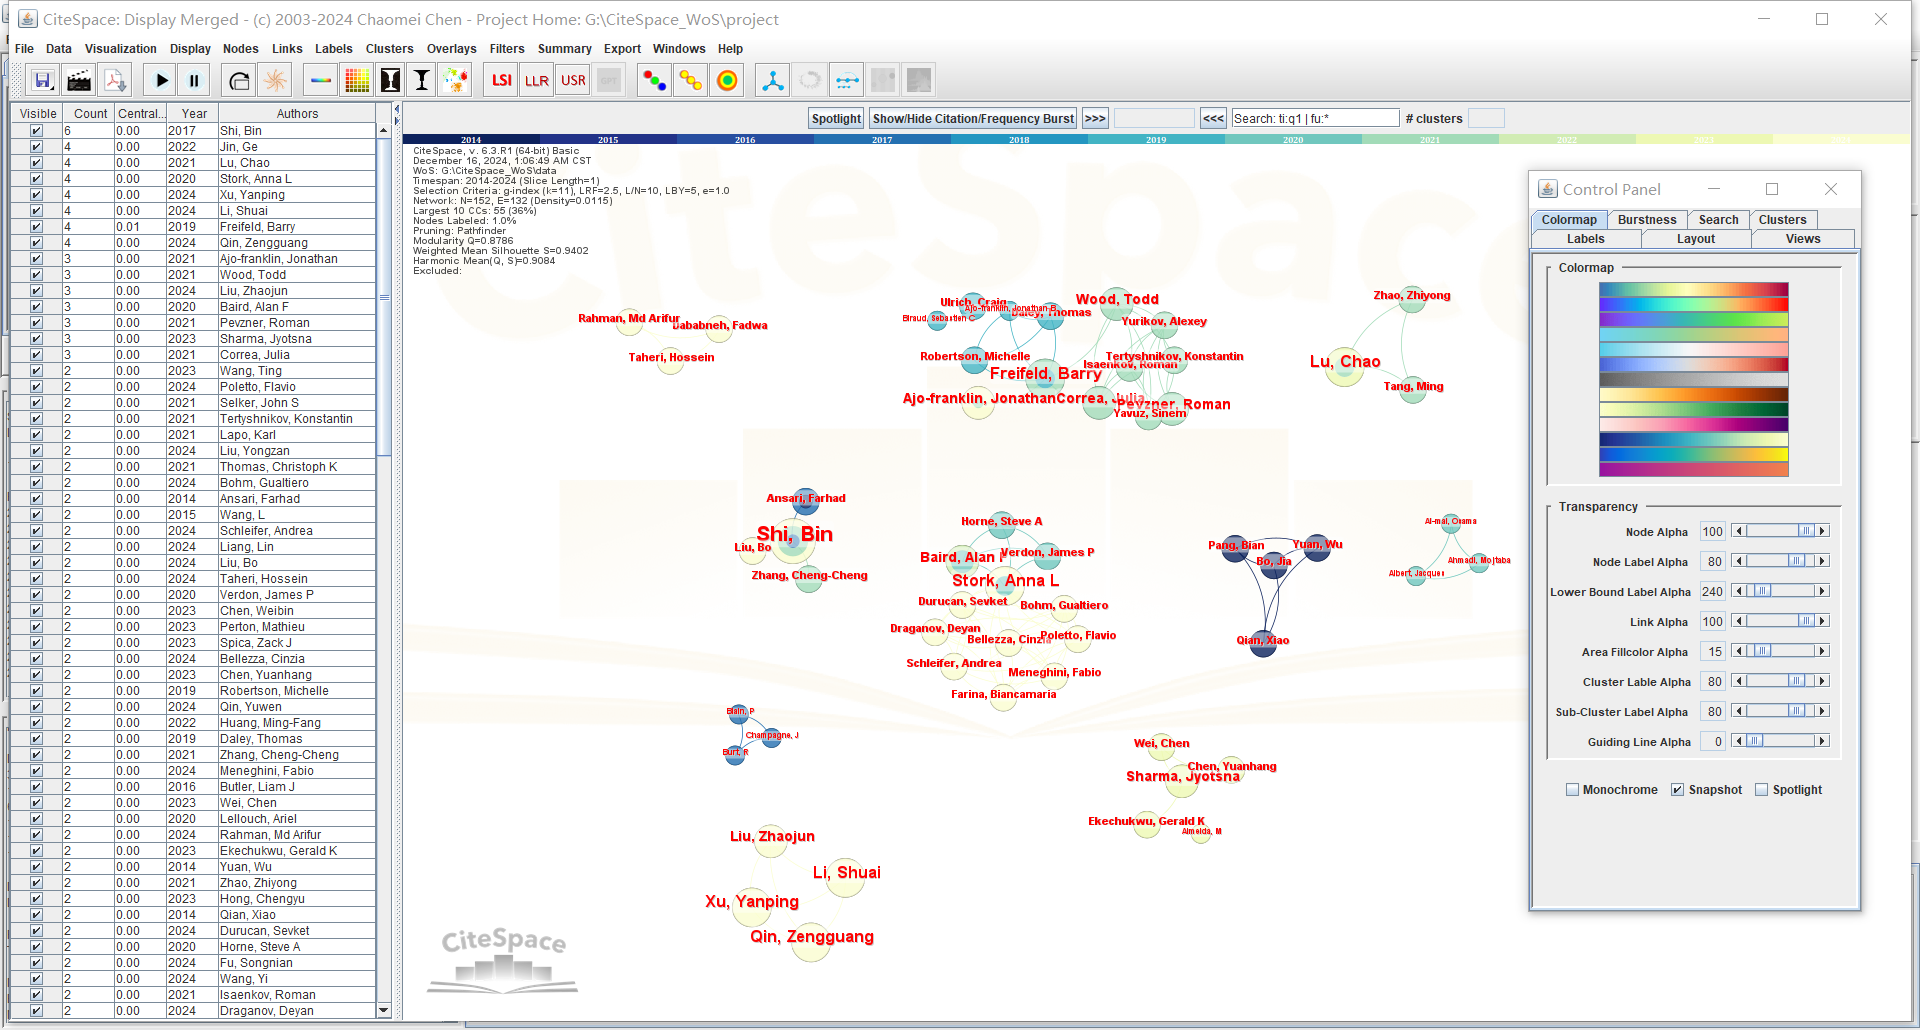 CiteSpace: Display Merged - (c) 2003-2024 Chaomei Chen - Project Home: G:\CiteSpace_WoS\project
File Data Visualization Display Nodes Links Labels Clusters Overlays Filters Summary Export Windows Help
LSI LLR USR GPT
Spotlight Show/Hide Citation/Frequency Burst >>> <<< Search: ti:q1 | fu:* # clusters
2014 2015 2016 2017 2018 2019 2020 2021
Visible Count Central... Year Authors
6 0.00 2017 Shi, Bin
4 0.00 2022 Jin, Ge
4 0.00 2021 Lu, Chao
4 0.00 2020 Stork, Anna L
4 0.00 2024 Xu, Yanping
4 0.00 2024 Li, Shuai
4 0.01 2019 Freifeld, Barry
4 0.00 2024 Qin, Zengguang
3 0.00 2021 Ajo-franklin, Jonathan
3 0.00 2021 Wood, Todd
3 0.00 2024 Liu, Zhaojun
3 0.00 2020 Baird, Alan F
3 0.00 2021 Pevzner, Roman
3 0.00 2023 Sharma, Jyotsna
3 0.00 2021 Correa, Julia
2 0.00 2023 Wang, Ting
2 0.00 2024 Poletto, Flavio
2 0.00 2021 Selker, John S
2 0.00 2021 Tertyshnikov, Konstantin
2 0.00 2021 Lapo, Karl
2 0.00 2024 Liu, Yongzan
2 0.00 2021 Thomas, Christoph K
2 0.00 2024 Bohm, Gualtiero
2 0.00 2014 Ansari, Farhad
2 0.00 2015 Wang, L
2 0.00 2024 Schleifer, Andrea
2 0.00 2024 Liang, Lin
2 0.00 2024 Liu, Bo
2 0.00 2024 Taheri, Hossein
2 0.00 2020 Verdon, James P
2 0.00 2023 Chen, Weibin
2 0.00 2023 Perton, Mathieu
2 0.00 2023 Spica, Zack J
2 0.00 2024 Bellezza, Cinzia
2 0.00 2023 Chen, Yuanhang
2 0.00 2019 Robertson, Michelle
2 0.00 2024 Qin, Yuwen
2 0.00 2022 Huang, Ming-Fang
2 0.00 2019 Daley, Thomas
2 0.00 2021 Zhang, Cheng-Cheng
2 0.00 2024 Meneghini, Fabio
2 0.00 2016 Butler, Liam J
2 0.00 2023 Wei, Chen
2 0.00 2020 Lellouch, Ariel
2 0.00 2024 Rahman, Md Arifur
2 0.00 2023 Ekechukwu, Gerald K
2 0.00 2014 Yuan, Wu
2 0.00 2021 Zhao, Zhiyong
2 0.00 2023 Hong, Chengyu
2 0.00 2014 Qian, Xiao
2 0.00 2024 Durucan, Sevket
2 0.00 2020 Horne, Steve A
2 0.00 2024 Fu, Songnian
2 0.00 2024 Wang, Yi
2 0.00 2021 Isaenkov, Roman
2 0.00 2024 Draganov, Deyan
CiteSpace, v. 6.3.R1 (64-bit) Basic
December 16, 2024, 1:06:49 AM CST
WoS: G:\CiteSpace_WoS\data
Timespan: 2014-2024 (Slice Length=1)
Selection Criteria: g-index (k=11), LRF=2.5, L/N=10, LBY=5, e=1.0
Network: N=152, E=132 (Density=0.0115)
Largest 10 CCs: 55 (36%)
Nodes Labeled: 1.0%
Pruning: Pathfinder
Modularity Q=0.8786
Weighted Mean Silhouette S=0.9402
Harmonic Mean(Q, S)=0.9084
Excluded:
CiteSpace
Rahman, Md Arifur
Dababneh, Fadwa
Taheri, Hossein
Ulrich, Craig
Ajo-franklin, Jonathan B
Biraud, Sebastien C
Daley, Thomas
Wood, Todd
Yurikov, Alexey
Robertson, Michelle
Tertyshnikov, Konstantin
Isaenkov, Roman
Freifeld, Barry
Ajo-franklin, Jonathan
Correa, Julia
Pevzner, Roman
Yavuz, Sinem
Zhao, Zhiyong
Lu, Chao
Tang, Ming
Ansari, Farhad
Shi, Bin
Liu, Bo
Zhang, Cheng-Cheng
Horne, Steve A
Baird, Alan F
Verdon, James P
Stork, Anna L
Durucan, Sevket
Bohm, Gualtiero
Draganov, Deyan
Bellezza, Cinzia
Poletto, Flavio
Schleifer, Andrea
Meneghini, Fabio
Farina, Biancamaria
Pang, Bian
Yuan, Wu
Bo, Jia
Qian, Xiao
Al-mai, Osama
Albert, Jacques
Ahmadi, Mojtaba
Blain, P
Champagne, J
Burt, R
Wei, Chen
Chen, Yuanhang
Sharma, Jyotsna
Ekechukwu, Gerald K
Almeida, M
Liu, Zhaojun
Li, Shuai
Xu, Yanping
Qin, Zengguang
CiteSpace
Control Panel
Colormap Burstness Search Clusters
Labels Layout Views
Colormap
Transparency
Node Alpha 100
Node Label Alpha 80
Lower Bound Label Alpha 240
Link Alpha 100
Area Fillcolor Alpha 15
Cluster Lable Alpha 80
Sub-Cluster Label Alpha 80
Guiding Line Alpha 0
Monochrome Snapshot Spotlight